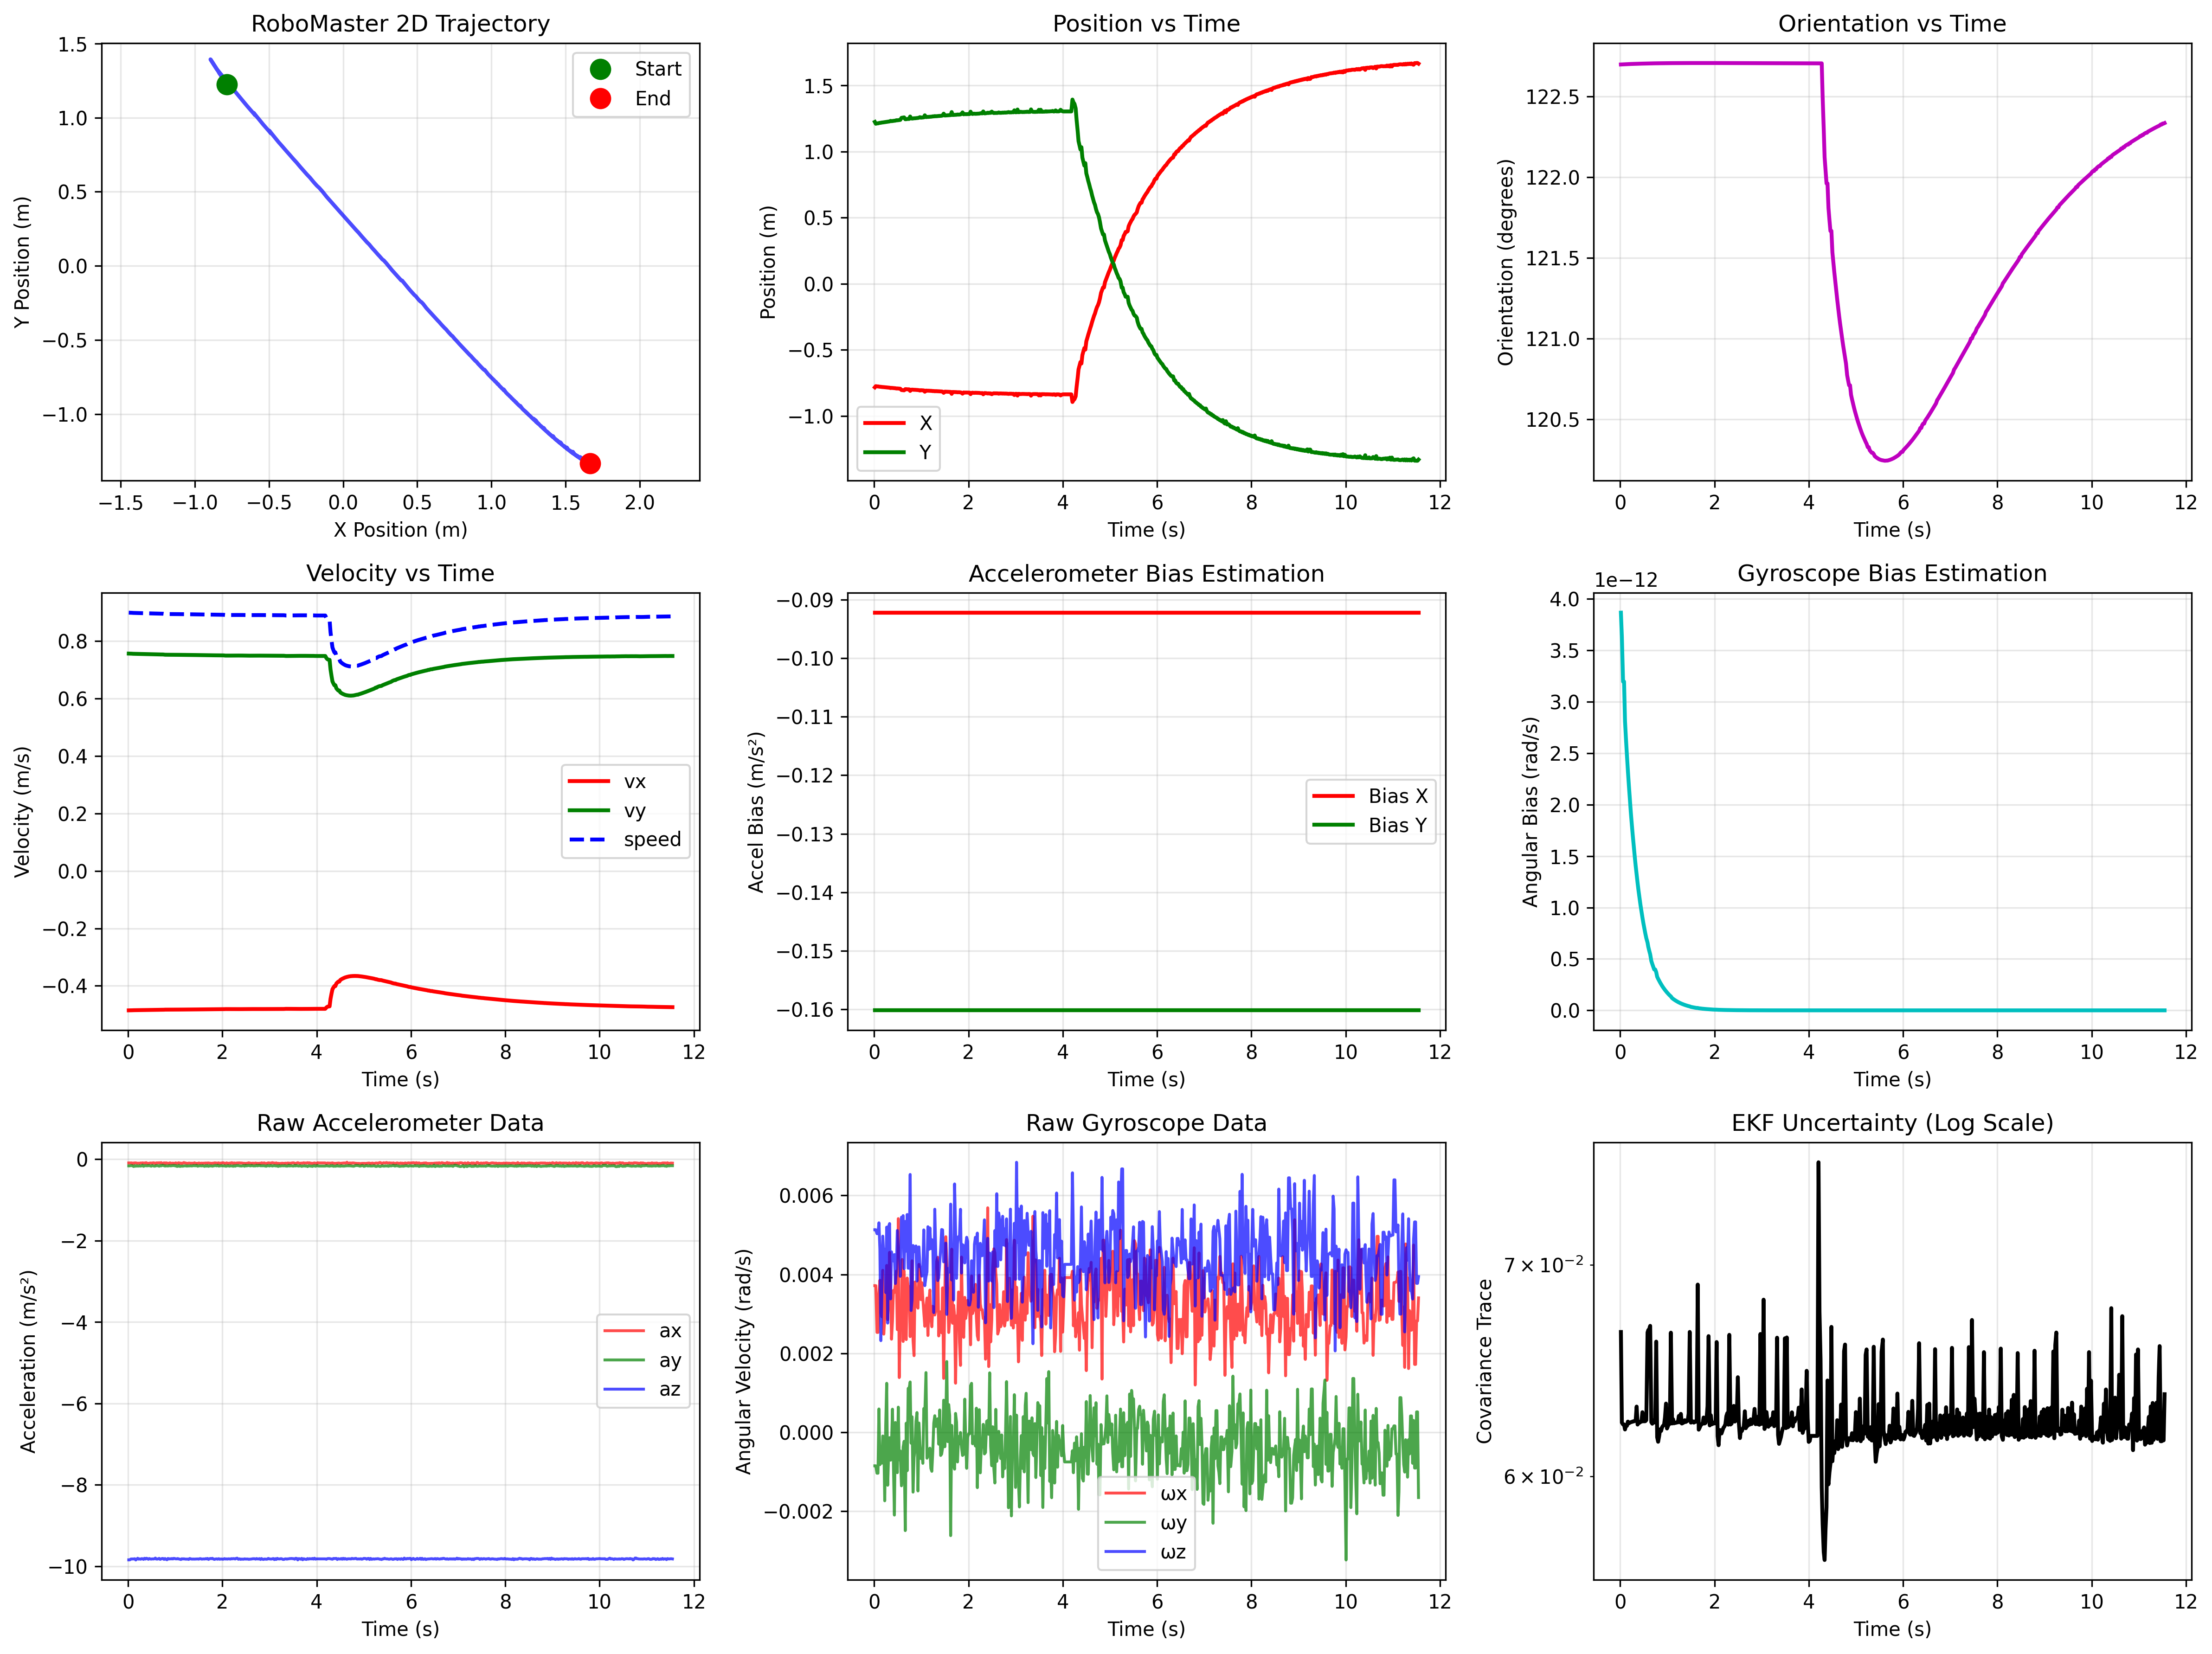 RoboMaster 2D Trajectory
Y Position (m)
1.5
1.0
0.5
0.0
−0.5
−1.0
Start
End
−1.5 −1.0 −0.5 0.0 0.5 1.0 1.5 2.0
X Position (m)
Position vs Time
Position (m)
1.5
1.0
0.5
0.0
−0.5
−1.0
X
Y
0 2 4 6 8 10 12
Time (s)
Orientation vs Time
Orientation (degrees)
122.5
122.0
121.5
121.0
120.5
0 2 4 6 8 10 12
Time (s)
Velocity vs Time
Velocity (m/s)
0.8
0.6
0.4
0.2
0.0
−0.2
−0.4
vx
vy
speed
0 2 4 6 8 10 12
Time (s)
Accelerometer Bias Estimation
Accel Bias (m/s²)
−0.09
−0.10
−0.11
−0.12
−0.13
−0.14
−0.15
−0.16
Bias X
Bias Y
0 2 4 6 8 10 12
Time (s)
1e−12
Gyroscope Bias Estimation
Angular Bias (rad/s)
4.0
3.5
3.0
2.5
2.0
1.5
1.0
0.5
0.0
0 2 4 6 8 10 12
Time (s)
Raw Accelerometer Data
Acceleration (m/s²)
0
−2
−4
−6
−8
−10
ax
ay
az
0 2 4 6 8 10 12
Time (s)
Raw Gyroscope Data
Angular Velocity (rad/s)
0.006
0.004
0.002
0.000
−0.002
ωx
ωy
ωz
0 2 4 6 8 10 12
Time (s)
EKF Uncertainty (Log Scale)
Covariance Trace
7 × 10⁻²
6 × 10⁻²
0 2 4 6 8 10 12
Time (s)